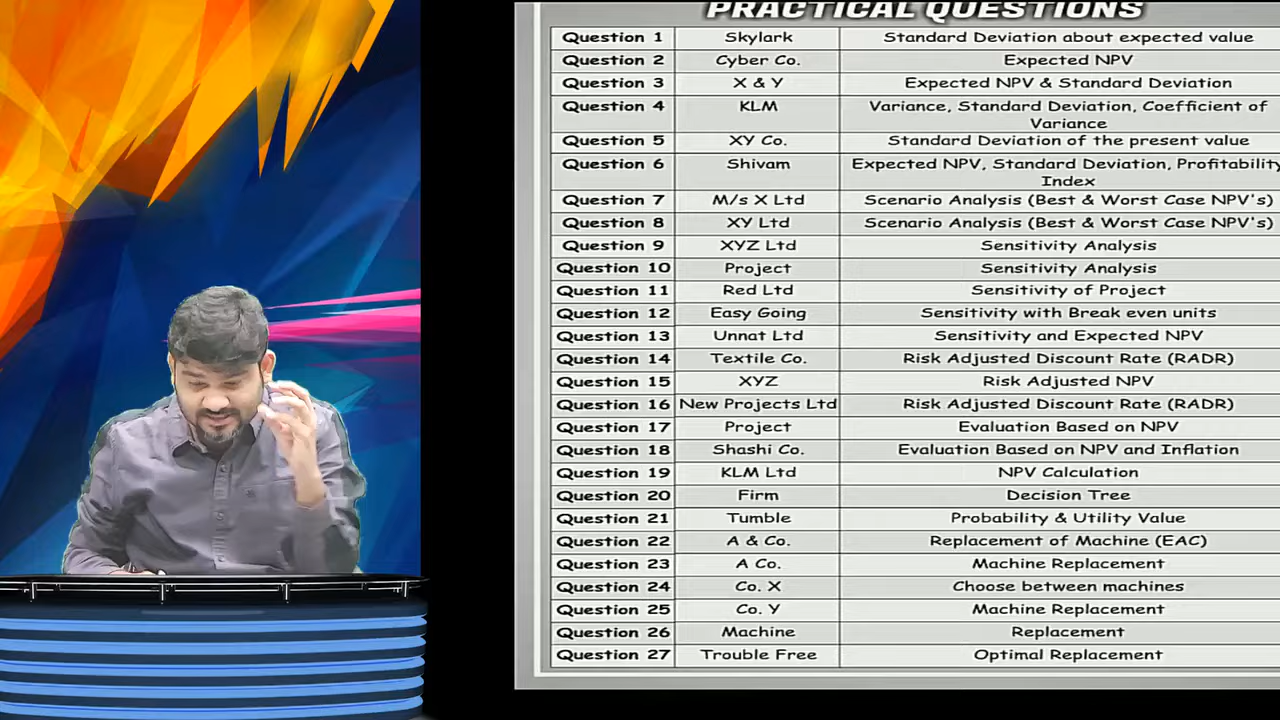 PRACTICAL QUESTIONS
Question 1 Skylark Standard Deviation about expected value
Question 2 Cyber Co. Expected NPV
Question 3 X & Y Expected NPV & Standard Deviation
Question 4 KLM Variance, Standard Deviation, Coefficient of
Variance
Question 5 XY Co. Standard Deviation of the present value
Question 6 Shivam Expected NPV, Standard Deviation, Profitability
Index
Question 7 M/s X Ltd Scenario Analysis (Best & Worst Case NPV's)
Question 8 XY Ltd Scenario Analysis (Best & Worst Case NPV's)
Question 9 XYZ Ltd Sensitivity Analysis
Question 10 Project Sensitivity Analysis
Question 11 Red Ltd Sensitivity of Project
Question 12 Easy Going Sensitivity with Break even units
Question 13 Unnat Ltd Sensitivity and Expected NPV
Question 14 Textile Co. Risk Adjusted Discount Rate (RADR)
Question 15 XYZ Risk Adjusted NPV
Question 16 New Projects Ltd Risk Adjusted Discount Rate (RADR)
Question 17 Project Evaluation Based on NPV
Question 18 Shashi Co. Evaluation Based on NPV and Inflation
Question 19 KLM Ltd NPV Calculation
Question 20 Firm Decision Tree
Question 21 Tumble Probability & Utility Value
Question 22 A & Co. Replacement of Machine (EAC)
Question 23 A Co. Machine Replacement
Question 24 Co. X Choose between machines
Question 25 Co. Y Machine Replacement
Question 26 Machine Replacement
Question 27 Trouble Free Optimal Replacement